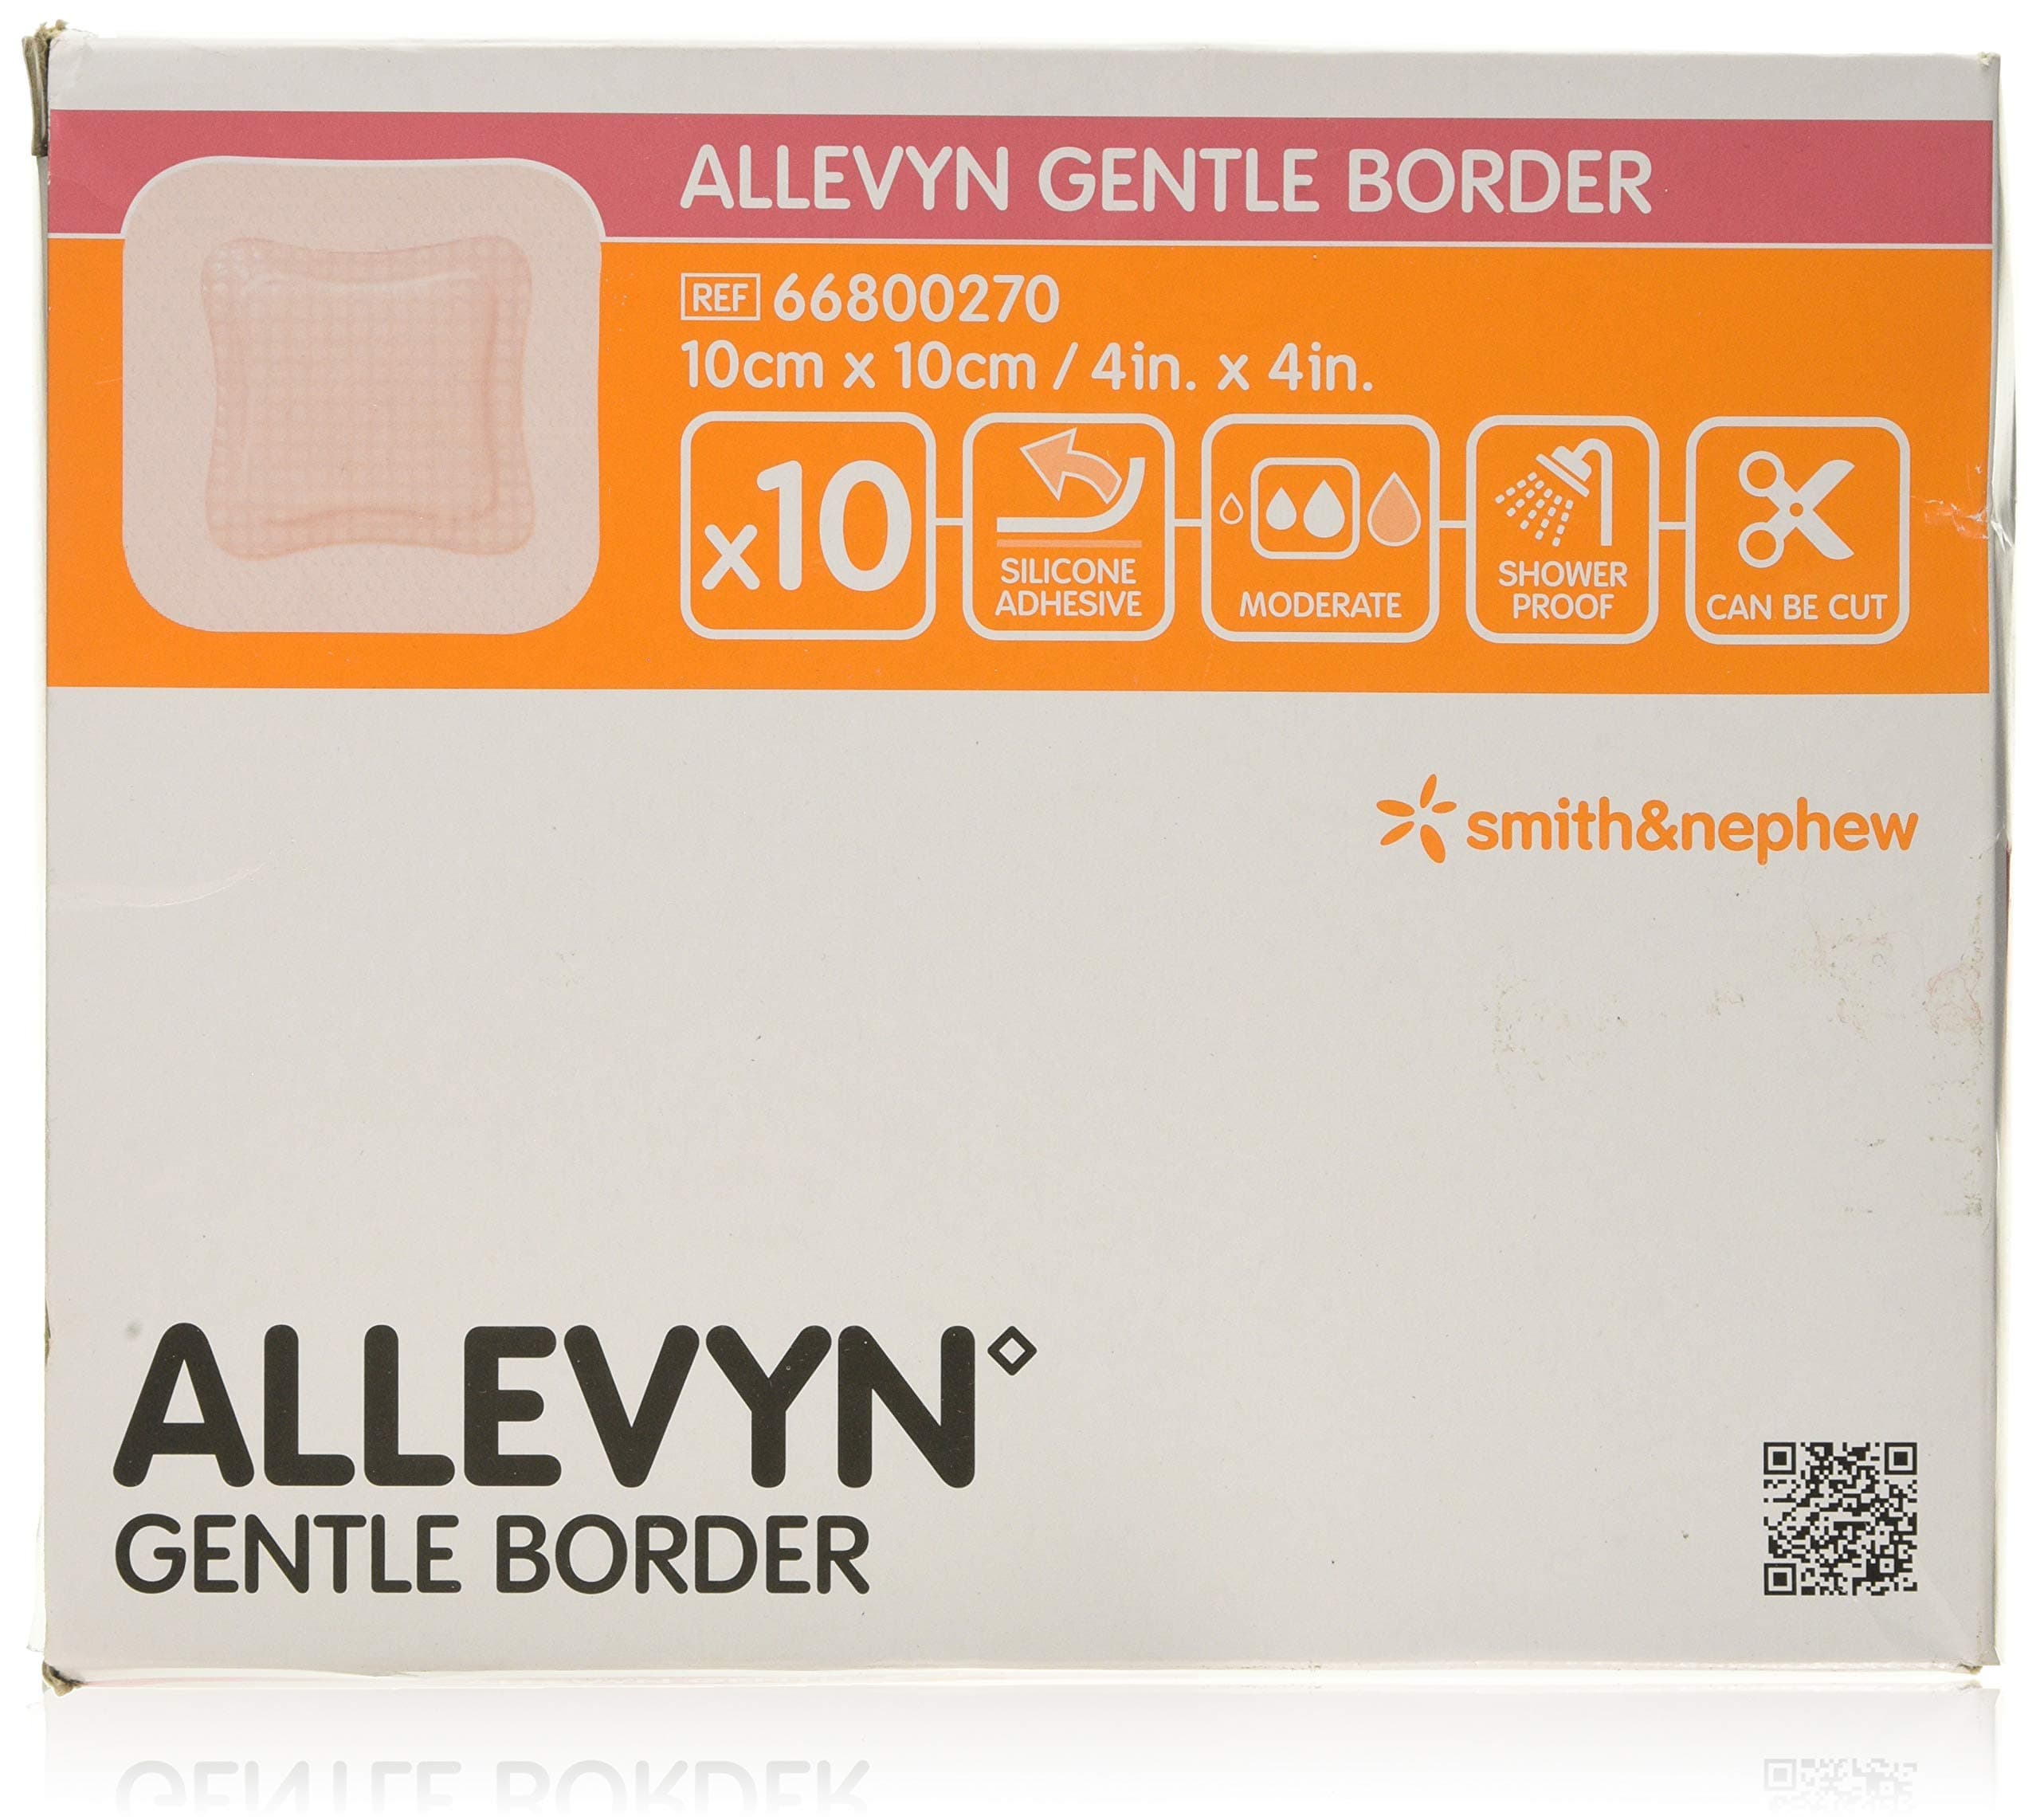 ALLEVYN GENTLE BORDER
REF 66800270
10cm x 10cm / 4in. x 4in.
x10
SILICONE
ADHESIVE
MODERATE
SHOWER
PROOF
CAN BE CUT
smith&nephew
ALLEVYN◇
GENTLE BORDER